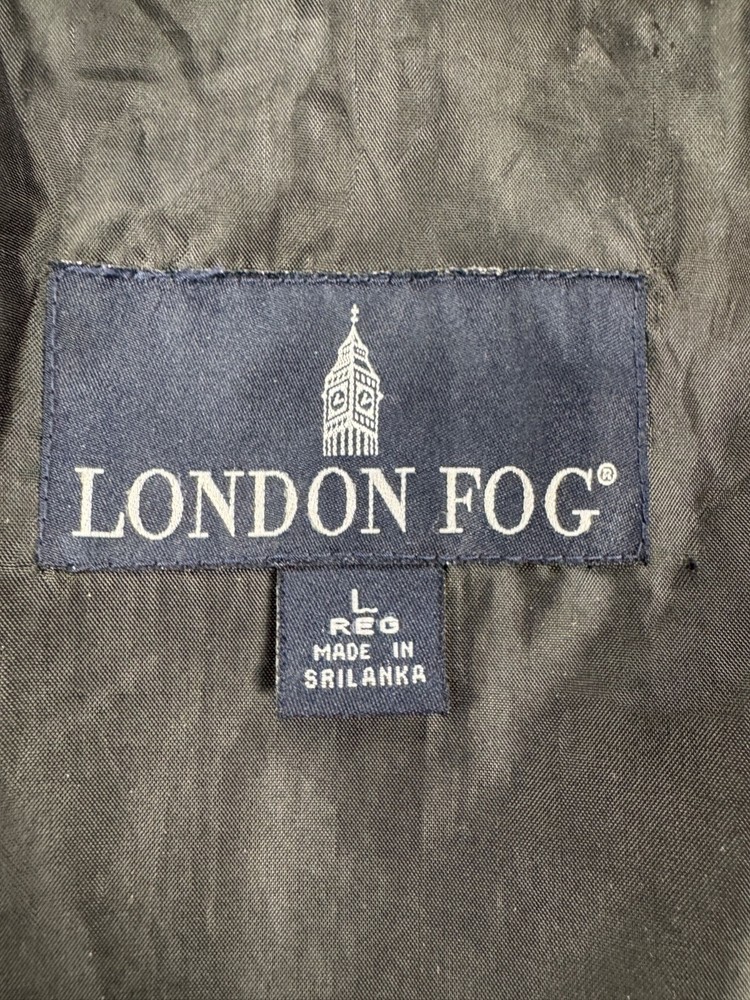 LONDON FOG®
L
REG
MADE IN
SRILANKA